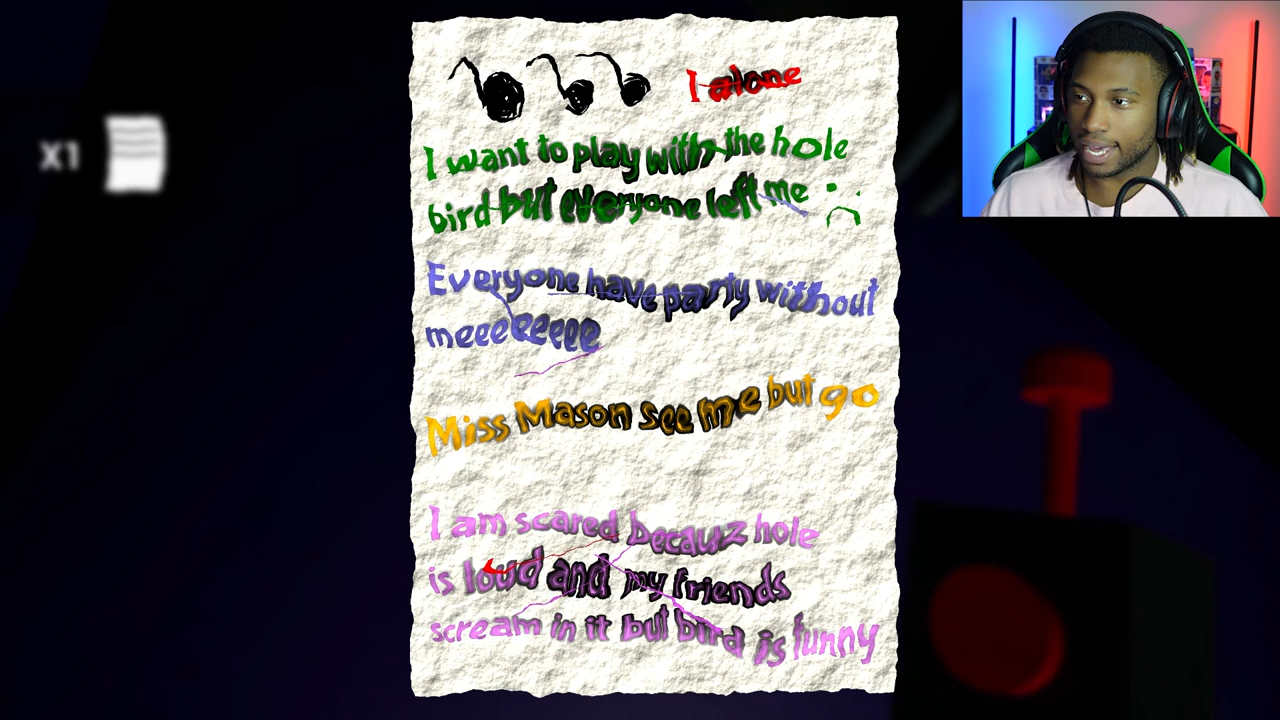 I alone
X1
I want to play with the hole
bird but everyone left me
Everyone have party without
meeeeeeee
Miss Mason see me but go
I am scared becauz hole
is loud and my friends
scream in it but bird is funny